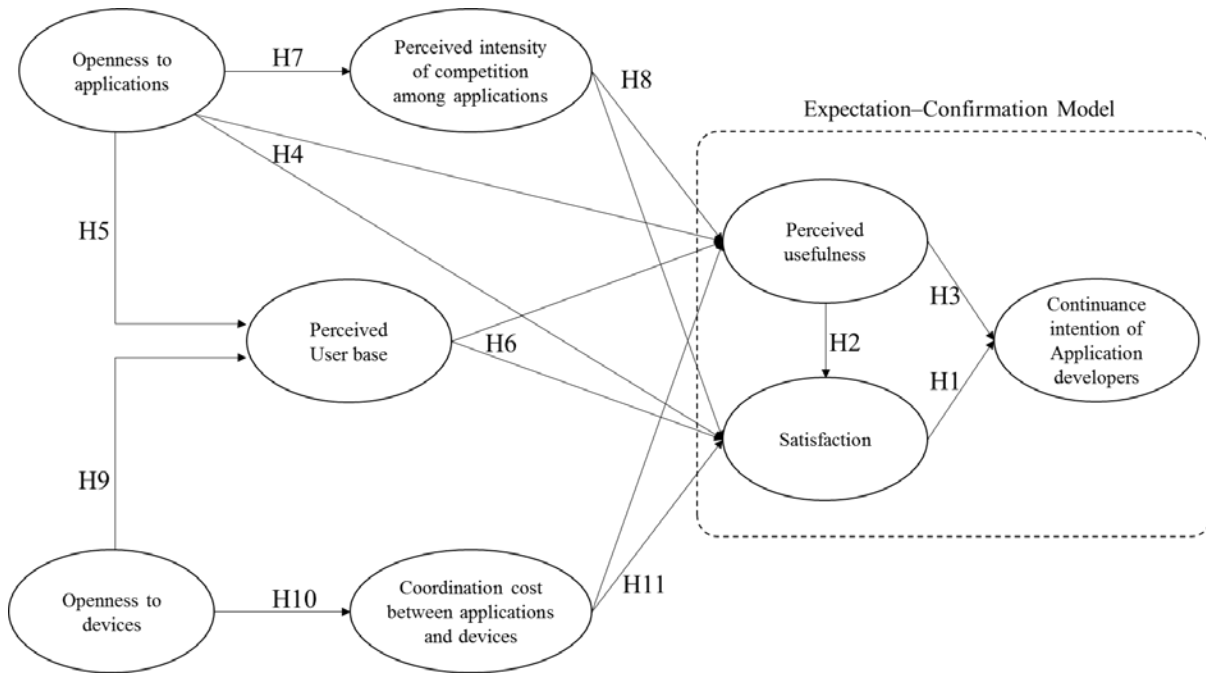 Openness to
applications
H7
Perceived intensity
of competition
among applications
H8
Expectation–Confirmation Model
H4
H5
Perceived
usefulness
H3
Continuance
intention of
Application
developers
Perceived
User base
H6
H2
H1
Satisfaction
H9
Openness to
devices
H10
Coordination cost
between applications
and devices
H11